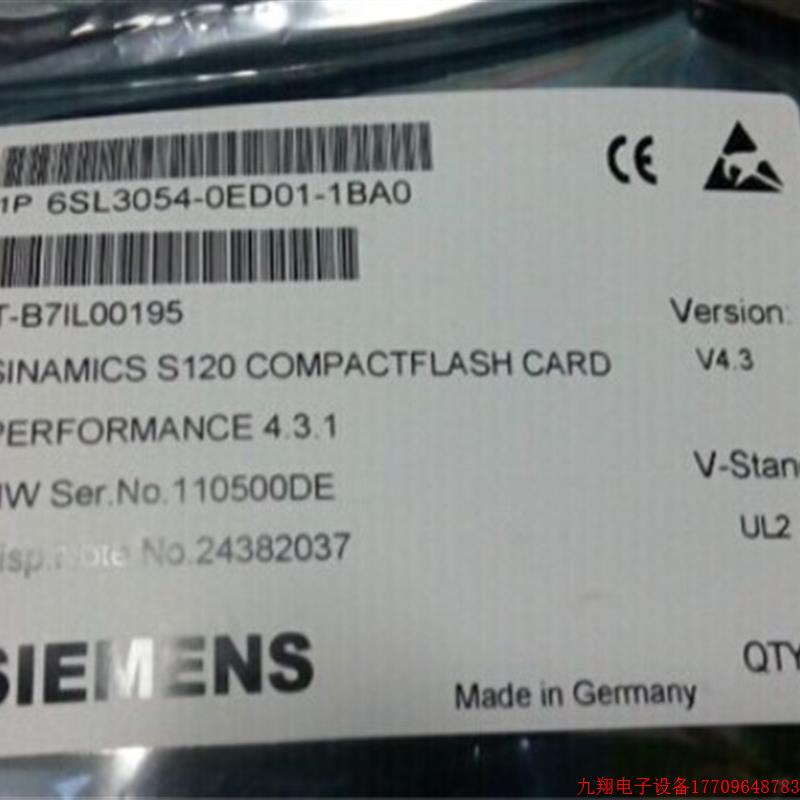 1P 6SL3054-0ED01-1BA0
CE
T-B7IL00195
Version:
SINAMICS S120 COMPACTFLASH CARD
V4.3
PERFORMANCE 4.3.1
V-Stan
HW Ser.No.110500DE
UL2
isp.Note No.24382037
SIEMENS
QTY
Made in Germany
九翔电子设备17709648783